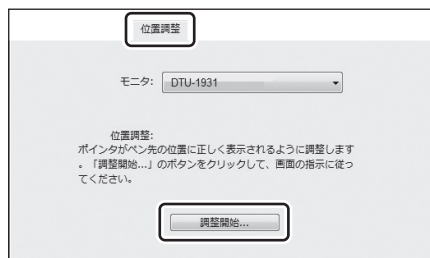 位置調整
モニタ: DTU-1931
位置調整:
ポインタがペン先の位置に正しく表示されるように調整します
。「調整開始...」のボタンをクリックして、画面の指示に従っ
てください。
調整開始...